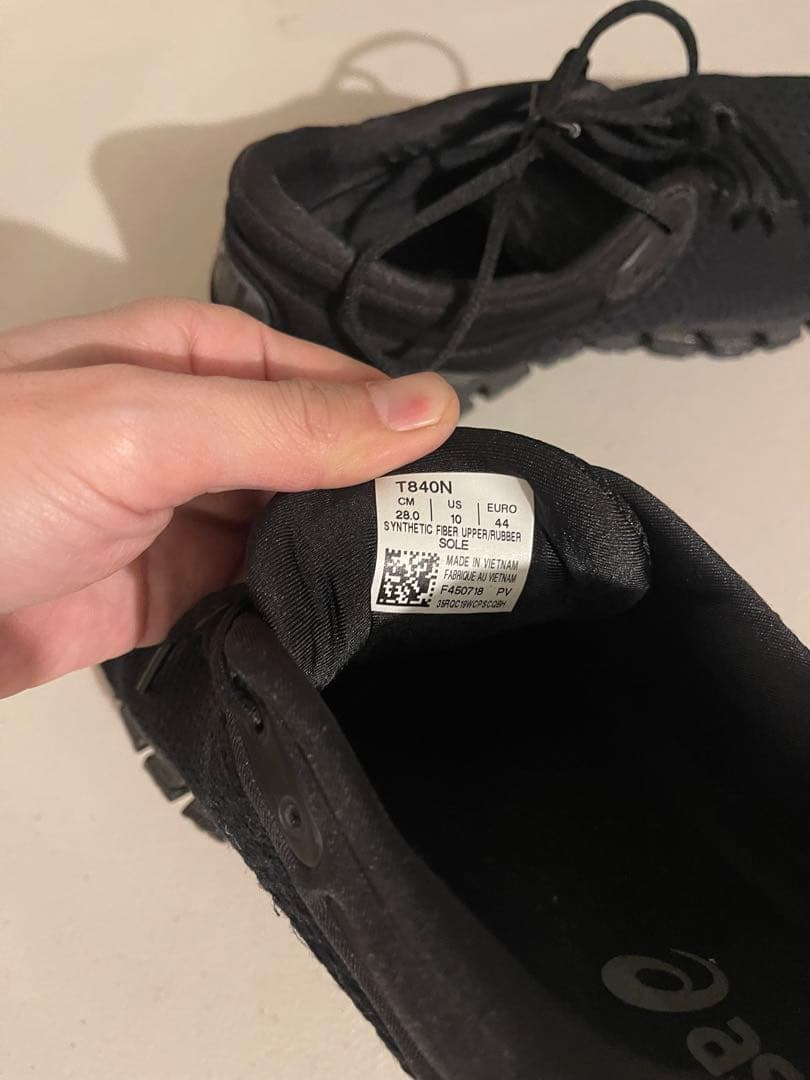 T840N
CM US EURO
28.0 10 44
SYNTHETIC FIBER UPPER/RUBBER
SOLE
MADE IN VIETNAM
FABRIQUE AU VIETNAM
F450718 PV